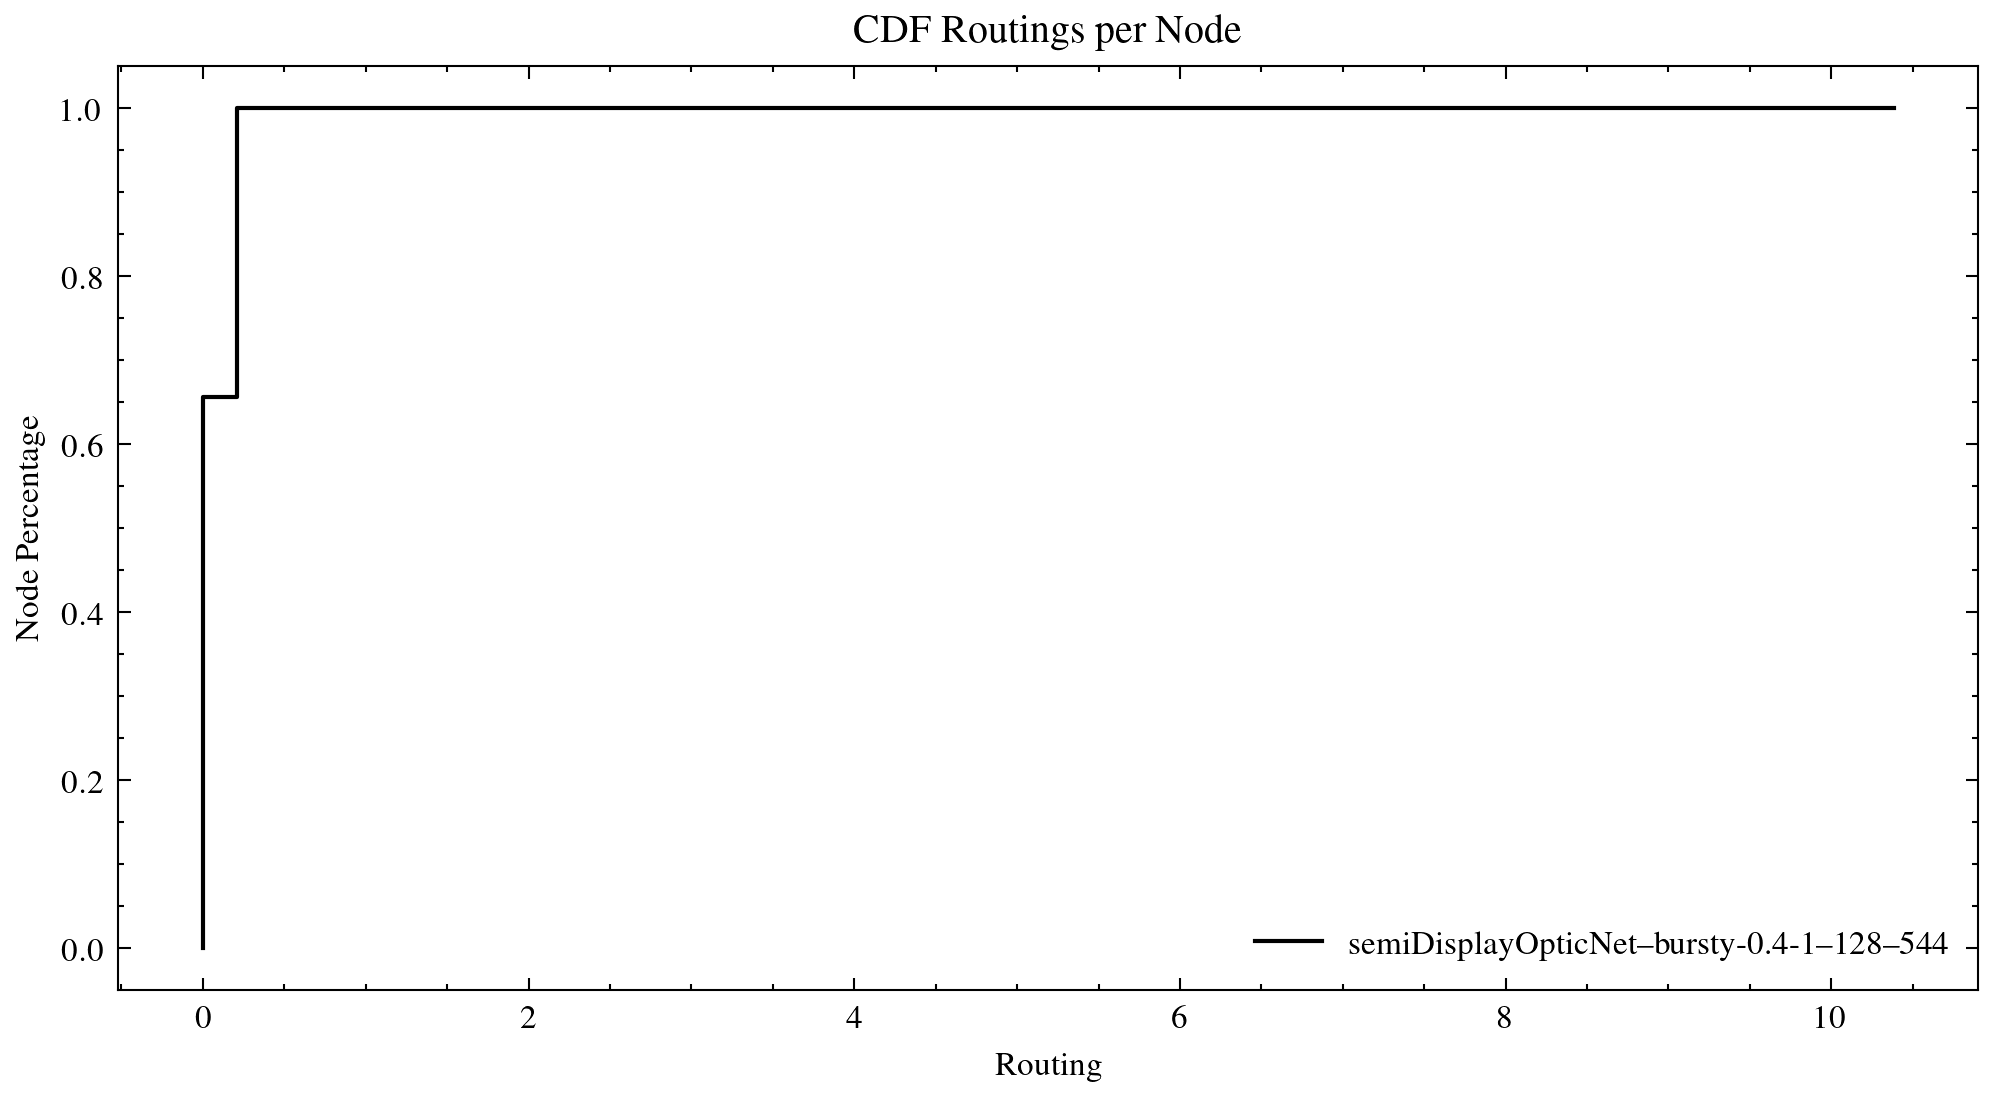 CDF Routings per Node
1.0
0.8
0.6
0.4
0.2
0.0
Node Percentage
semiDisplayOpticNet–bursty-0.4-1–128–544
0 2 4 6 8 10
Routing